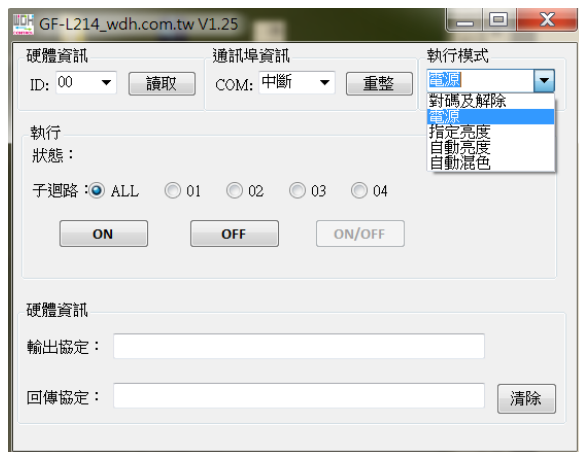 GF-L214_wdh.com.tw V1.25
硬體資訊 通訊埠資訊 執行模式
ID: 00 讀取 COM: 中斷 重整 電源
對碼及解除
電源
指定亮度
自動亮度
自動混色
執行
狀態：
子迴路： ALL 01 02 03 04
ON OFF ON/OFF
硬體資訊
輸出協定：
回傳協定： 清除